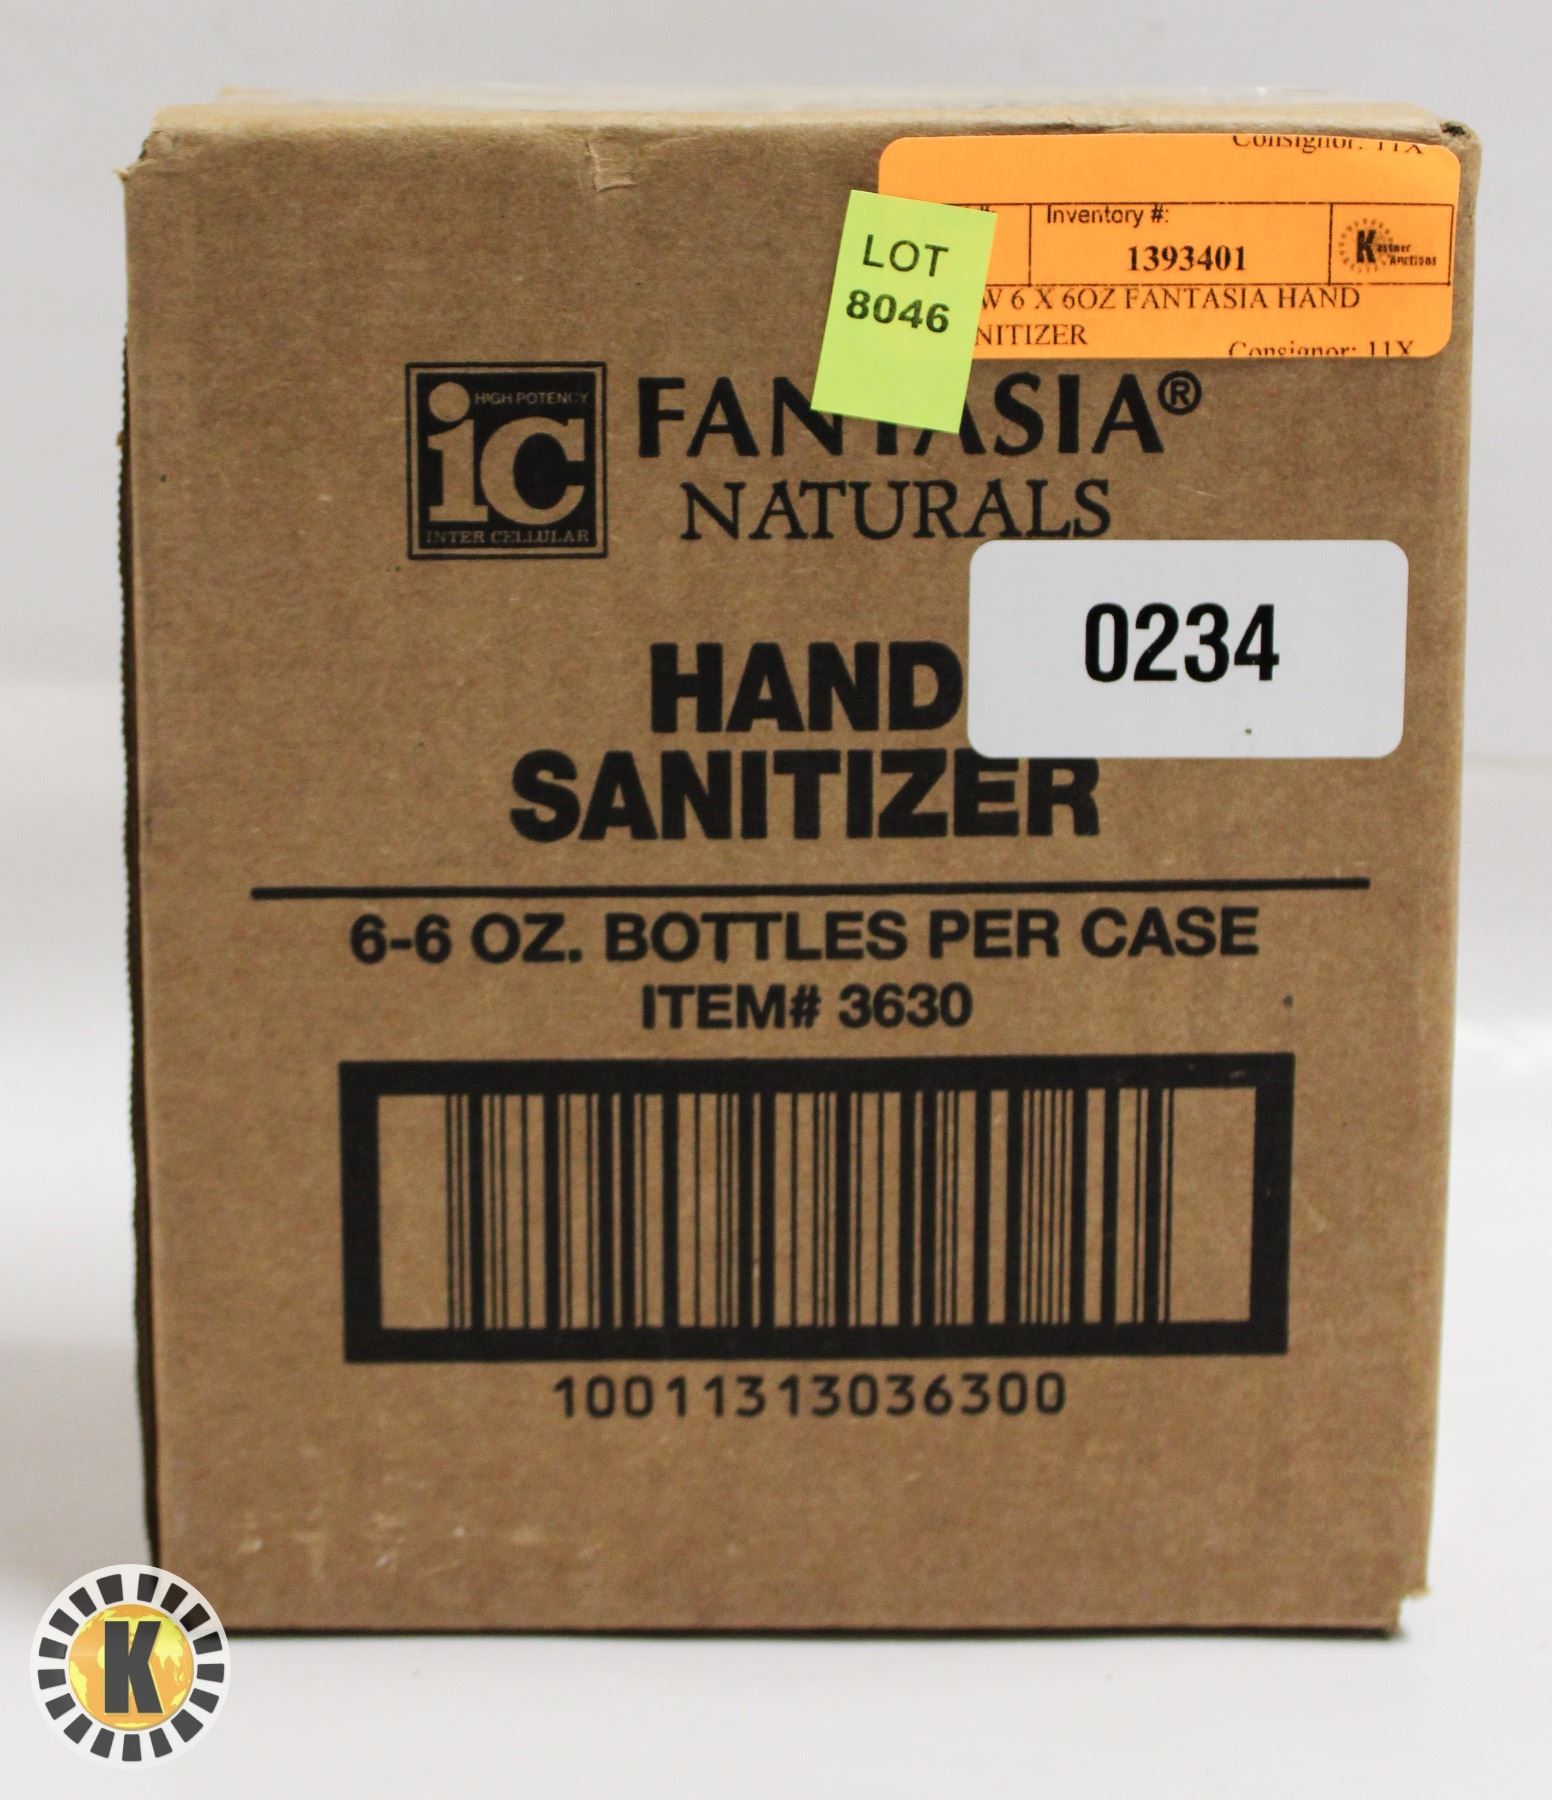 Consignor: 11X
Inventory #:
1393401
Kastner
Auctions
6 X 6OZ FANTASIA HAND
Consignor: 11X
LOT
8046
HIGH POTENCY
ic
INTER CELLULAR
FANTASIA®
NATURALS
0234
HAND
SANITIZER
6-6 OZ. BOTTLES PER CASE
ITEM# 3630
10011313036300
K